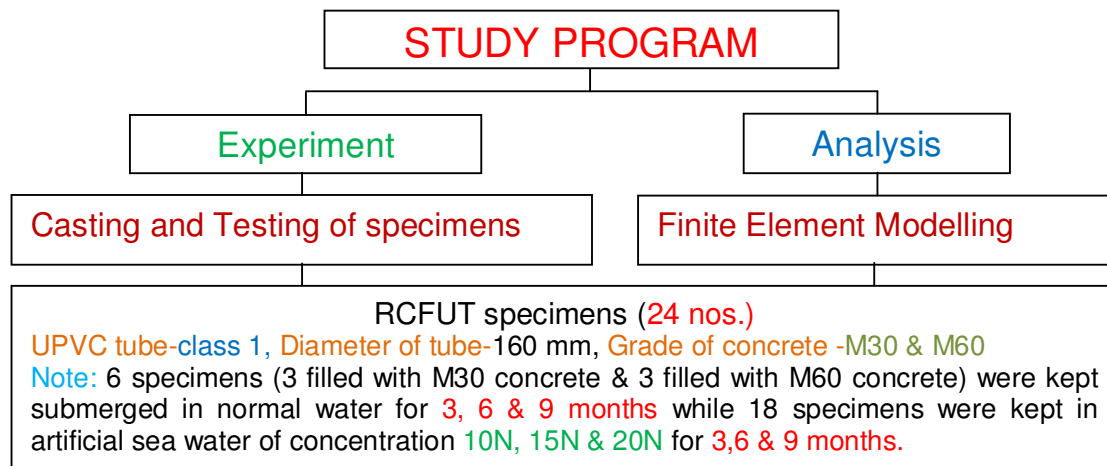 STUDY PROGRAM
Experiment
Analysis
Casting and Testing of specimens
Finite Element Modelling
RCFUT specimens (24 nos.)
UPVC tube-class 1, Diameter of tube-160 mm, Grade of concrete -M30 & M60
Note: 6 specimens (3 filled with M30 concrete & 3 filled with M60 concrete) were kept
submerged in normal water for 3, 6 & 9 months while 18 specimens were kept in
artificial sea water of concentration 10N, 15N & 20N for 3,6 & 9 months.